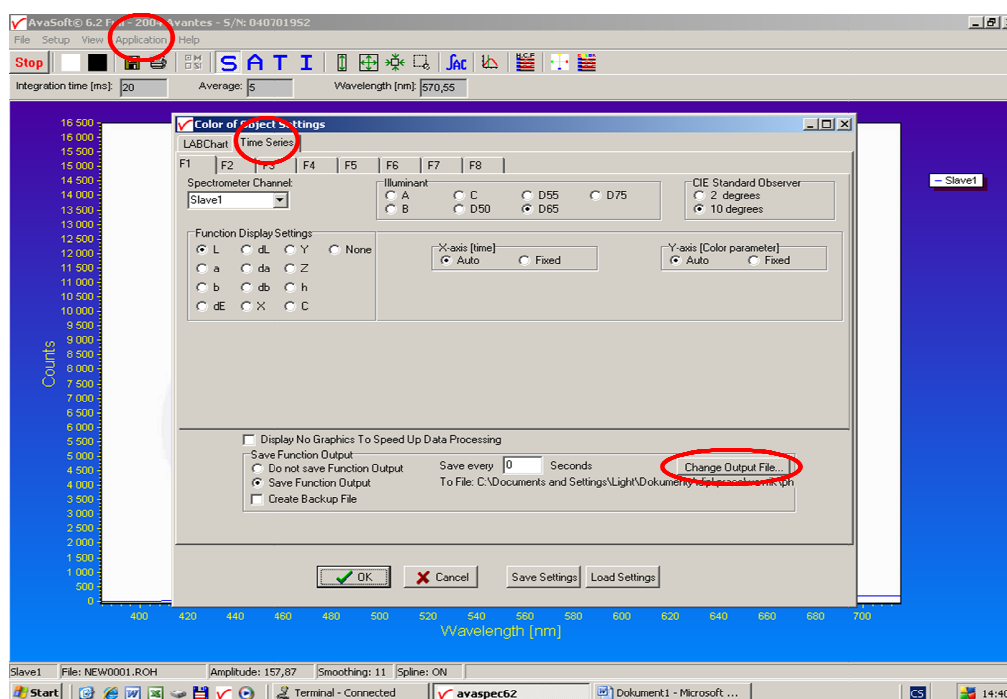 AvaSoft© 6.2 Full - 2004 Avantes - S/N: 0407019S2
File Setup View Application Help
Stop S A T I
Integration time [ms]: 20 Average: 5 Wavelength [nm]: 570,55
Color of Object Settings
LABChart Time Series
F1 F2 F3 F4 F5 F6 F7 F8
Spectrometer Channel:
Slave1
Illuminant
A C D55 D75
B D50 D65
CIE Standard Observer
2 degrees
10 degrees
Function Display Settings
L dL Y None
a da Z
b db h
dE X C
X-axis [time]
Auto Fixed
Y-axis [Color parameter]
Auto Fixed
Display No Graphics To Speed Up Data Processing
Save Function Output
Do not save Function Output
Save Function Output
Create Backup File
Save every 0 Seconds
Change Output File...
To File: C:\Documents and Settings\Light\Dokumenty\
OK Cancel Save Settings Load Settings
Slave1
Counts
16 500
16 000
15 500
15 000
14 500
14 000
13 500
13 000
12 500
12 000
11 500
11 000
10 500
10 000
9 500
9 000
8 500
8 000
7 500
7 000
6 500
6 000
5 500
5 000
4 500
4 000
3 500
3 000
2 500
2 000
1 500
1 000
500
0
400 420 440 460 480 500 520 540 560 580 600 620 640 660 680 700
Wavelength [nm]
Slave1 File: NEW0001.ROH Amplitude: 157,87 Smoothing: 11 Spline: ON
Start Terminal - Connected avaspec62 Dokument1 - Microsoft ... CS